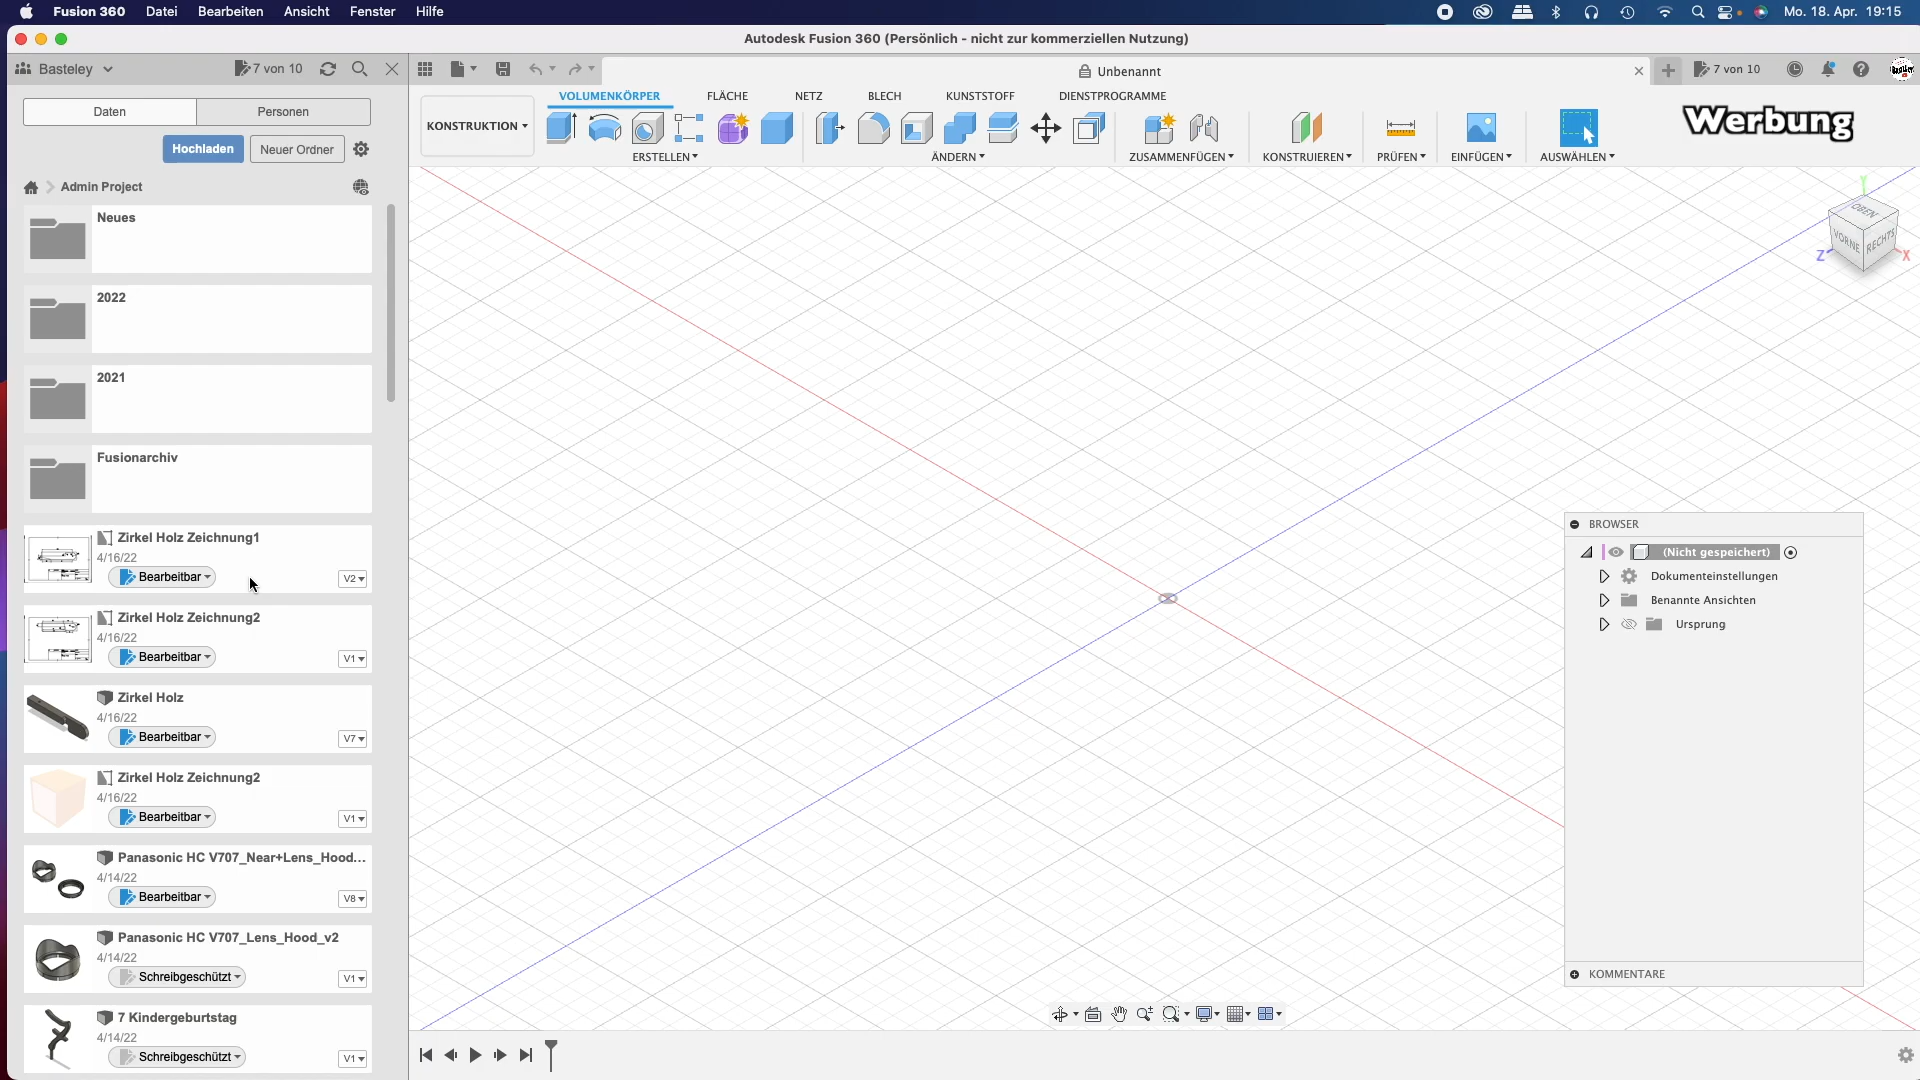 Fusion 360 Datei Bearbeiten Ansicht Fenster Hilfe Mo. 18. Apr. 19:15
Autodesk Fusion 360 (Persönlich - nicht zur kommerziellen Nutzung)
Basteley 7 von 10 Unbenannt 7 von 10
Daten Personen
VOLUMENKÖRPER FLÄCHE NETZ BLECH KUNSTSTOFF DIENSTPROGRAMME
KONSTRUKTION
Werbung
Hochladen Neuer Ordner
ERSTELLEN ÄNDERN ZUSAMMENFÜGEN KONSTRUIEREN PRÜFEN EINFÜGEN AUSWÄHLEN
Admin Project
Neues
2022
2021
Fusionarchiv
Zirkel Holz Zeichnung1
4/16/22
Bearbeitbar V2
Zirkel Holz Zeichnung2
4/16/22
Bearbeitbar V1
Zirkel Holz
4/16/22
Bearbeitbar V7
Zirkel Holz Zeichnung2
4/16/22
Bearbeitbar V1
Panasonic HC V707_Near+Lens_Hood...
4/14/22
Bearbeitbar V8
Panasonic HC V707_Lens_Hood_v2
4/14/22
Schreibgeschützt V1
7 Kindergeburtstag
4/14/22
Schreibgeschützt V1
Y
OBEN
VORNE RECHTS
Z X
BROWSER
(Nicht gespeichert)
Dokumenteinstellungen
Benannte Ansichten
Ursprung
KOMMENTARE